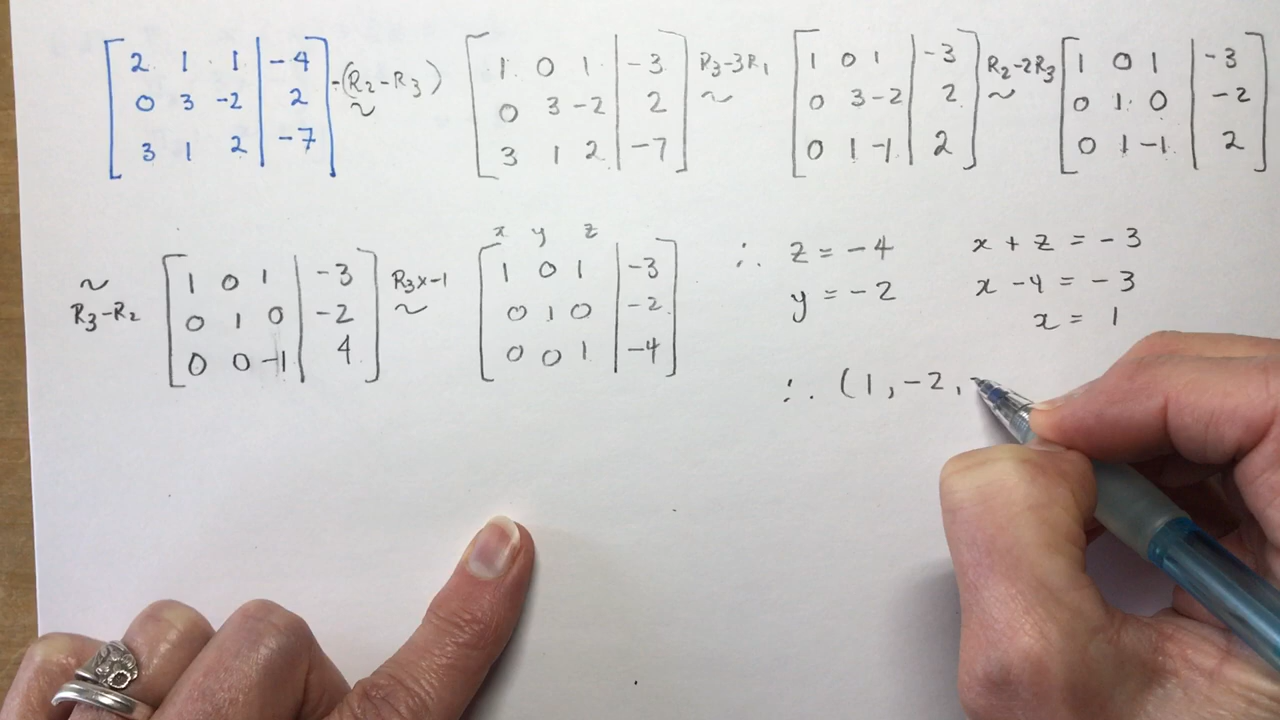 2 1 1 | -4 -(R2-R3) 1 0 1 | -3 R3-3R1 1 0 1 | -3 R2-2R3 1 0 1 | -3
0 3 -2 | 2 ~ 0 3 -2 | 2 ~ 0 3 -2 | 2 ~ 0 1 0 | -2
3 1 2 | -7 3 1 2 | -7 0 1 -1 | 2 0 1 -1 | 2
x y z
~ 1 0 1 | -3 R3x-1 1 0 1 | -3 ∴ z = -4 x + z = -3
R3-R2 0 1 0 | -2 ~ 0 1 0 | -2 y = -2 x - 4 = -3
0 0 -1 | 4 0 0 1 | -4 x = 1
∴ (1, -2,